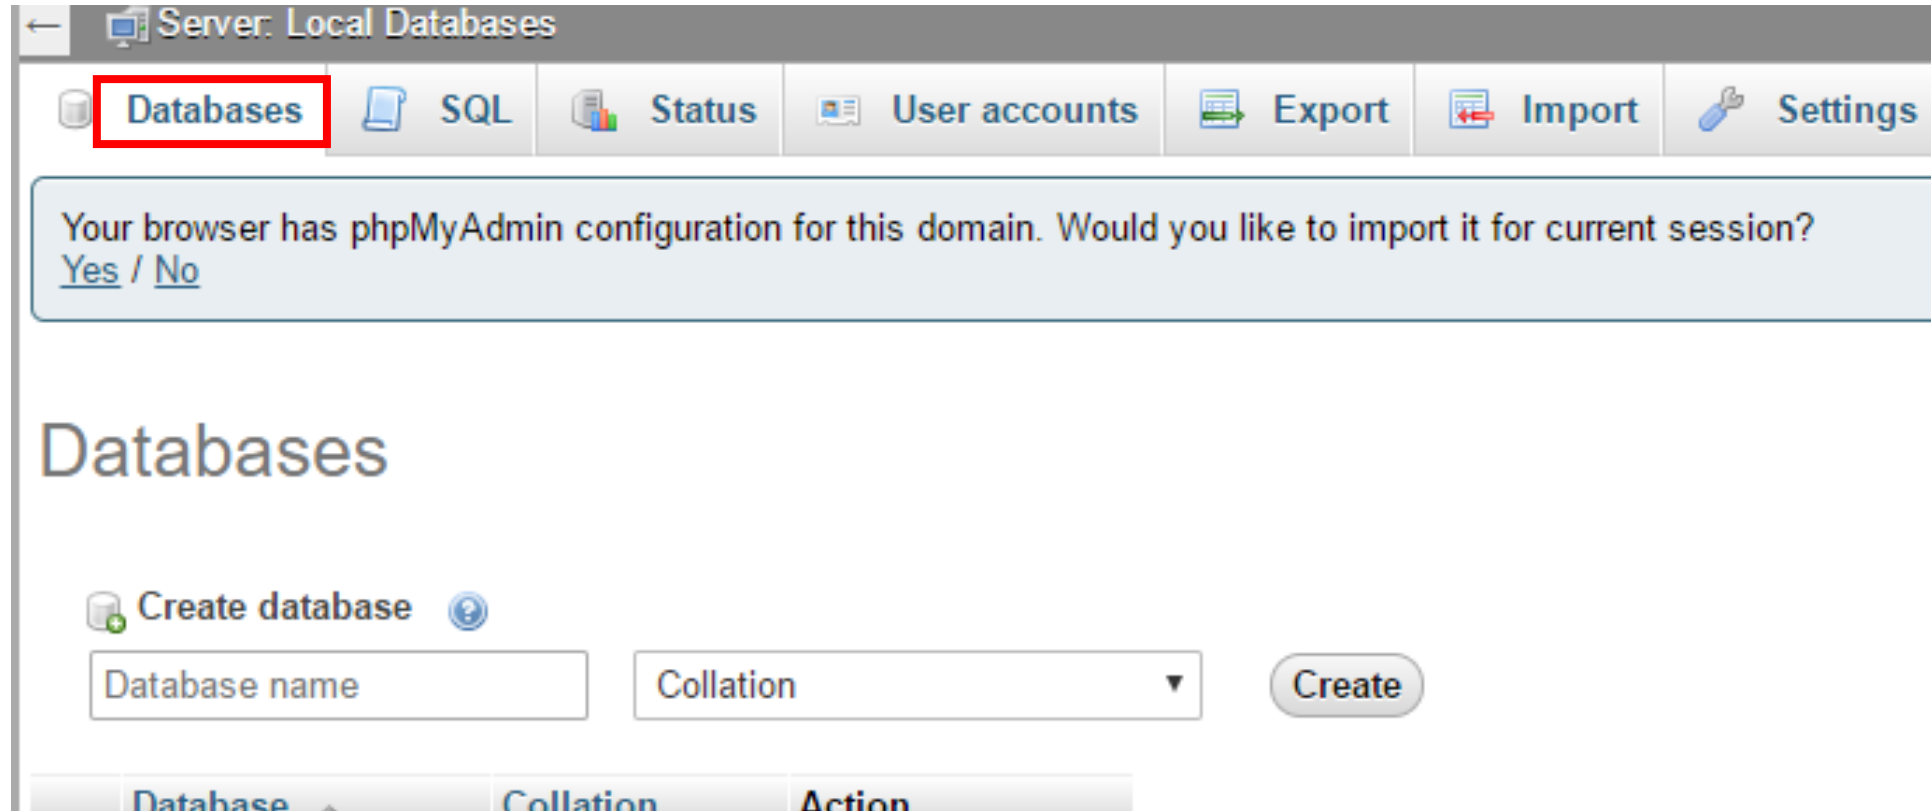 Server: Local Databases
Databases SQL Status User accounts Export Import Settings
Your browser has phpMyAdmin configuration for this domain. Would you like to import it for current session?
Yes / No
Databases
Create database
Database name Collation Create
Database Collation Action